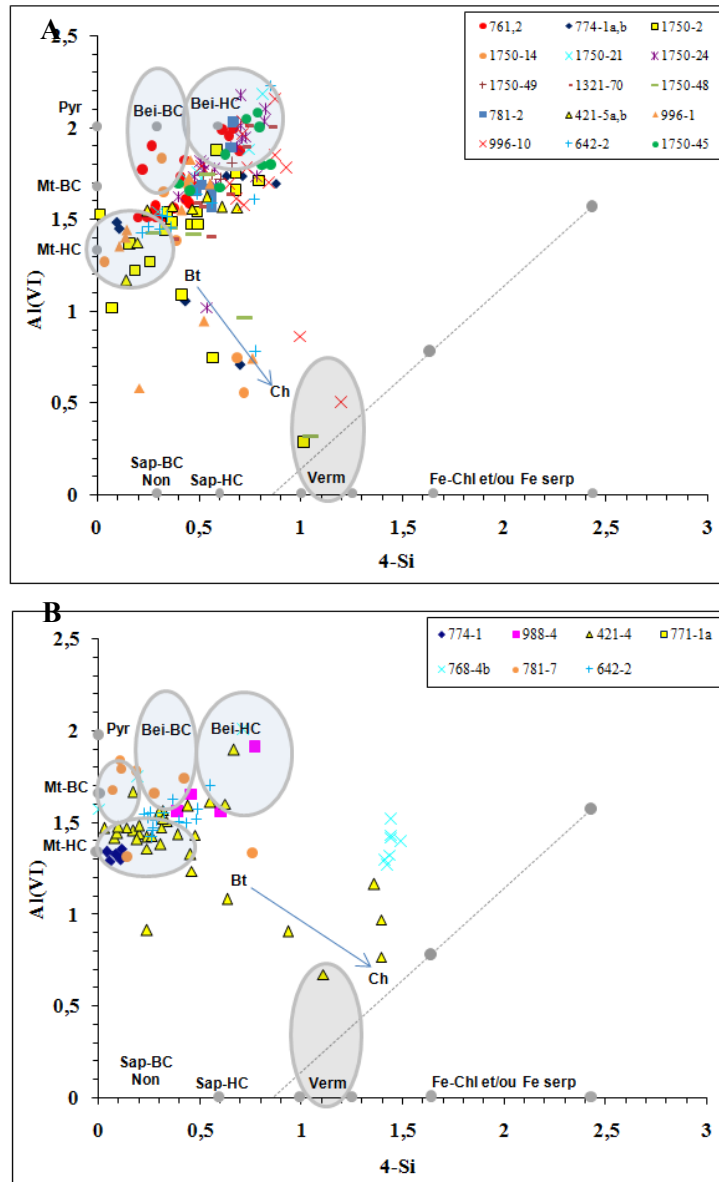 A
761,2 774-1a,b 1750-2
1750-14 1750-21 1750-24
1750-49 1321-70 1750-48
781-2 421-5a,b 996-1
996-10 642-2 1750-45
2,5
Bei-BC Bei-HC
Pyr 2
Mt-BC
1,5
Mt-HC
Al(VI)
Bt
1
Ch
0,5
Sap-BC
Non Sap-HC Verm Fe-Chl et/ou Fe serp
0
0 0,5 1 1,5 2 2,5 3
4-Si
B
774-1 988-4 421-4 771-1a
768-4b 781-7 642-2
2,5
Pyr Bei-BC Bei-HC
2
Mt-BC
1,5
Mt-HC
Al(VI)
Bt
1
Ch
0,5
Sap-BC
Non Sap-HC Verm Fe-Chl et/ou Fe serp
0
0 0,5 1 1,5 2 2,5 3
4-Si